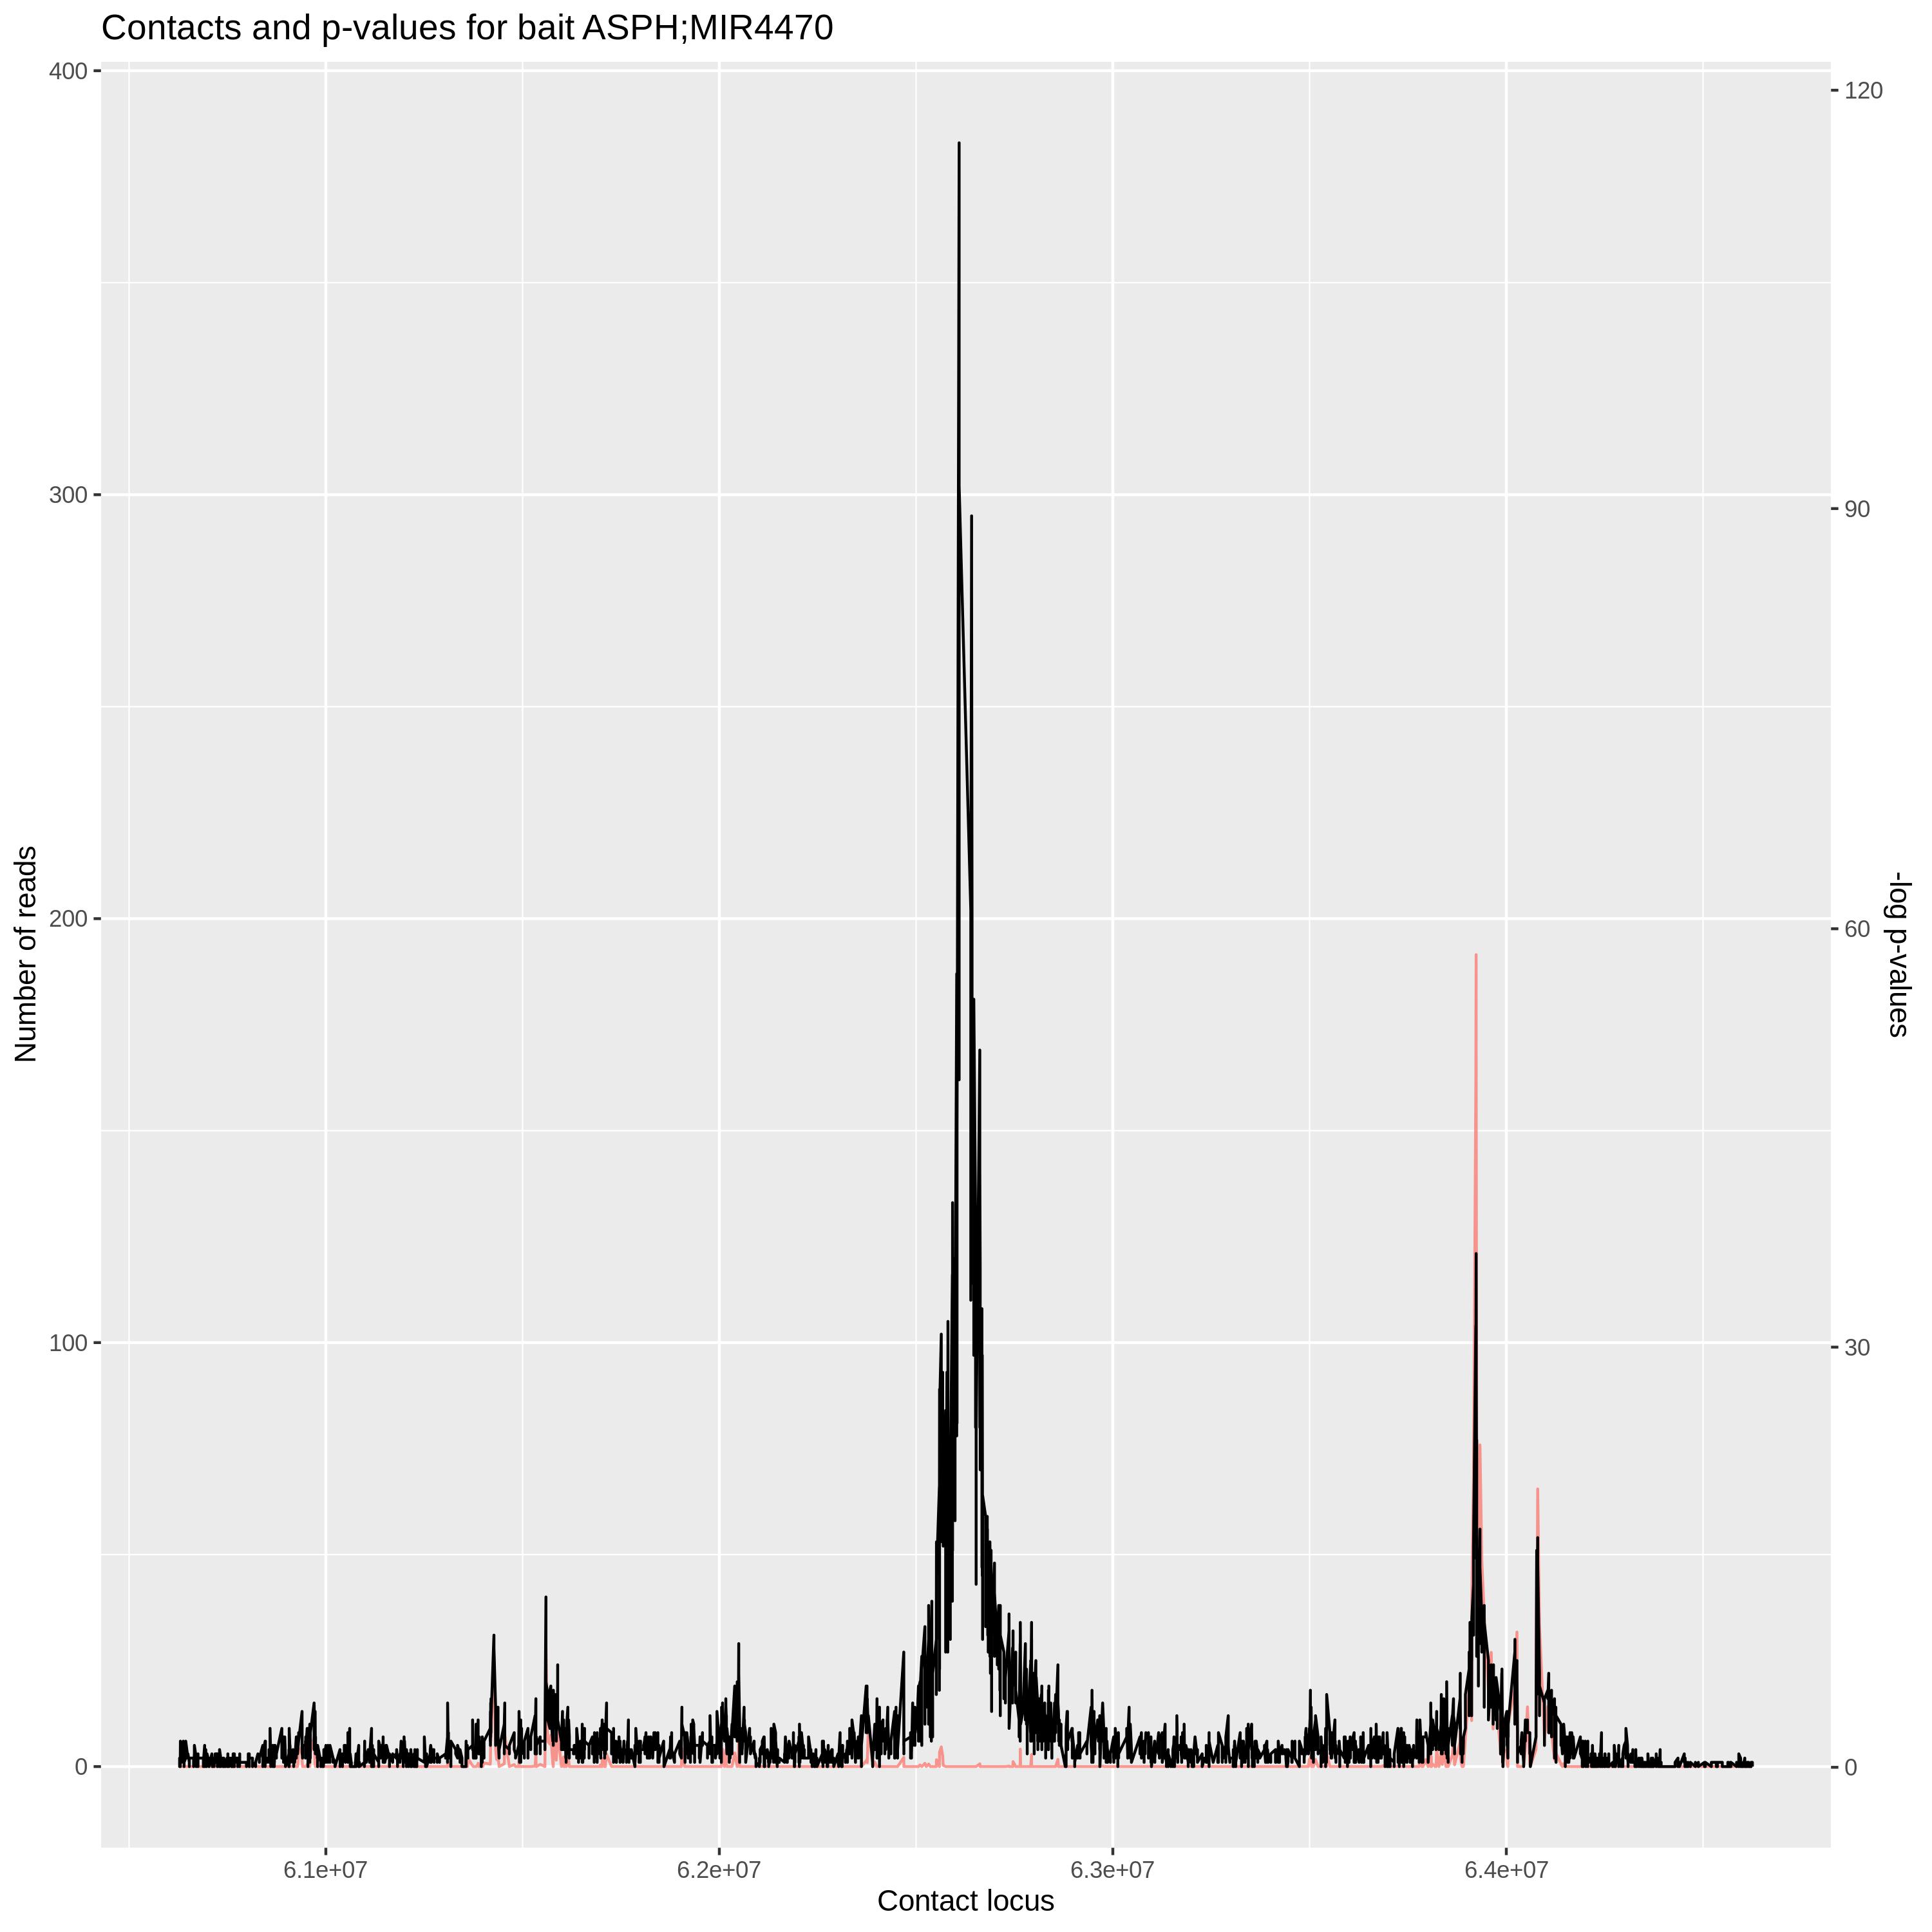 Contacts and p-values for bait ASPH;MIR4470
400
300
200
100
0
120
90
60
30
0
Number of reads
-log p-values
6.1e+07 6.2e+07 6.3e+07 6.4e+07
Contact locus